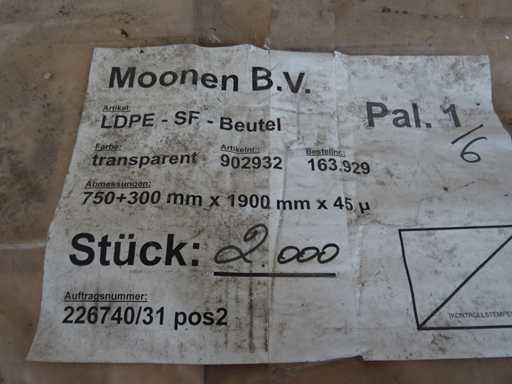 Moonen B.V.
Artikel:
LDPE - SF - Beutel
Pal. 1/6
Farbe: Artikelnr.: Bestellnr.:
transparent 902932 163.929
Abmessungen:
750+300 mm x 1900 mm x 45 µ
Stück: 2.000
Auftragsnummer:
226740/31 pos2
(KONTROLLSTEMPE